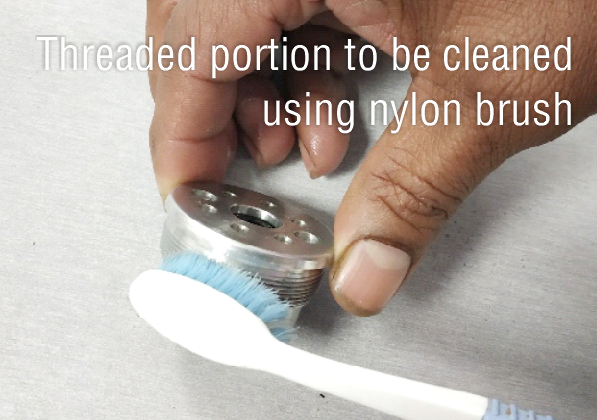 Threaded portion to be cleaned
using nylon brush